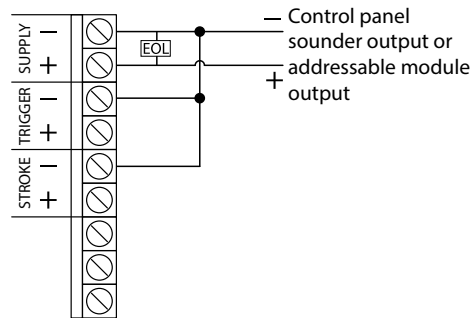 SUPPLY
−
+
TRIGGER
−
+
STROKE
−
+
EOL
− Control panel
sounder output or
addressable module
+ output